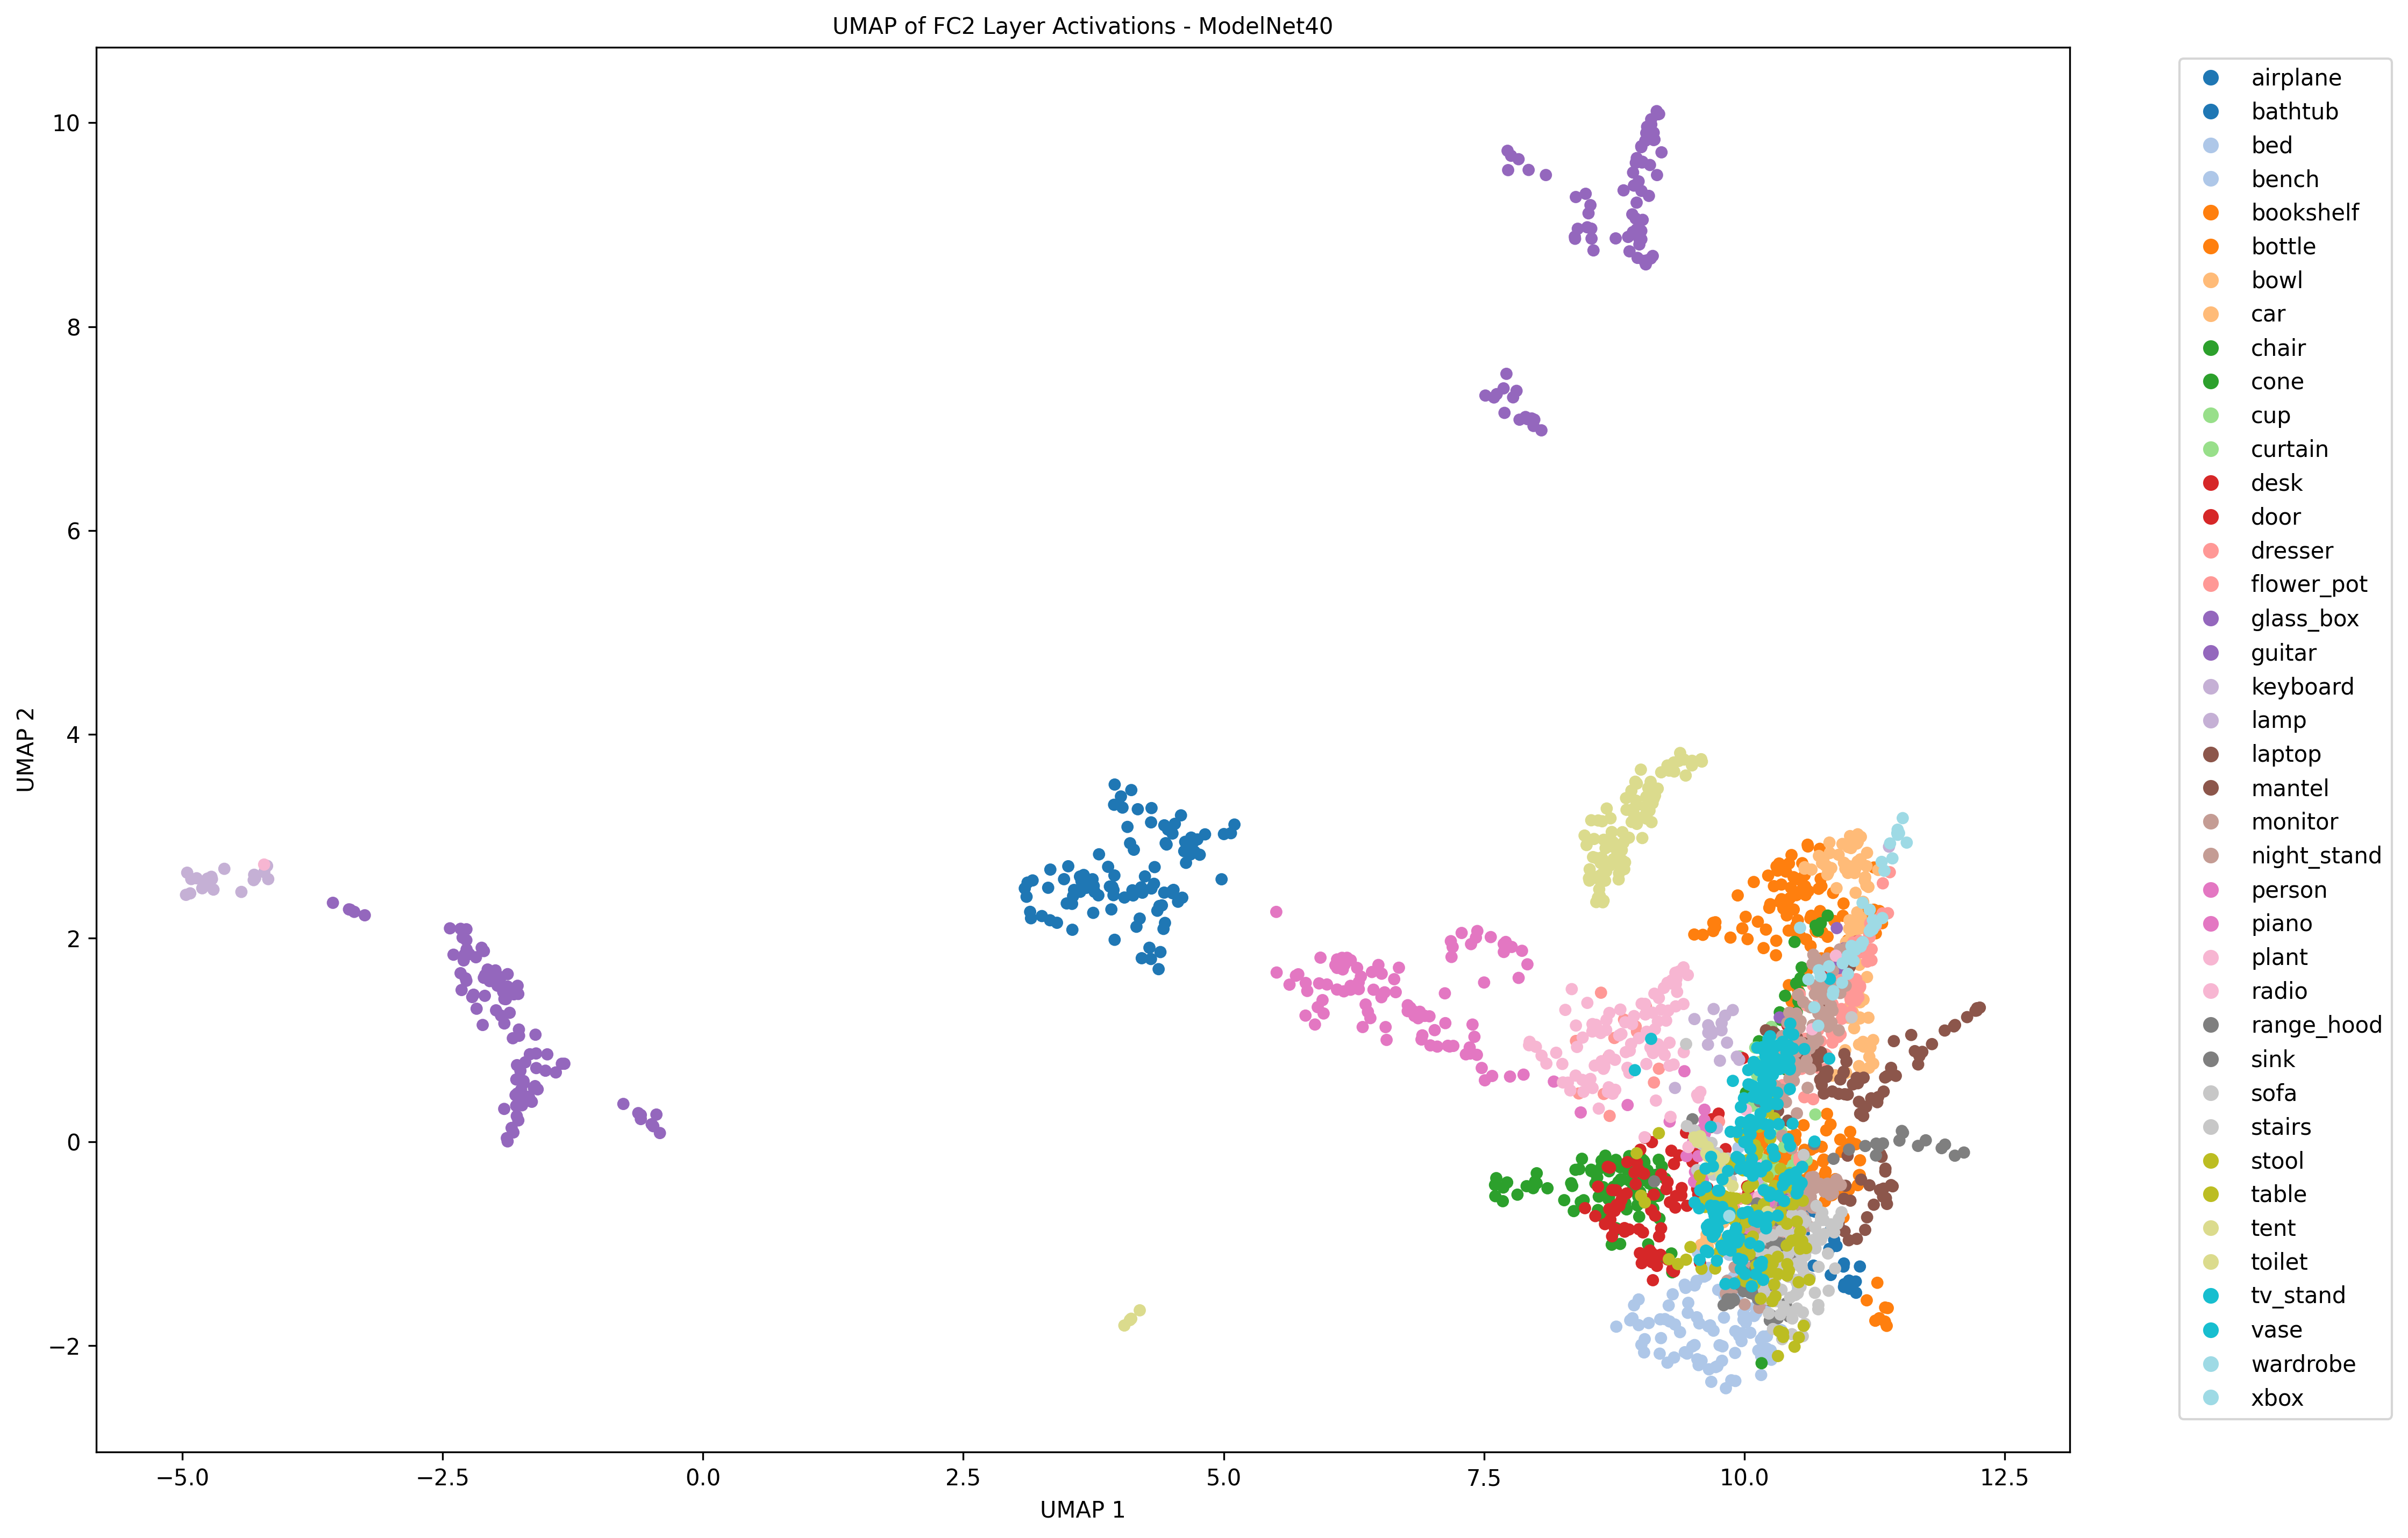 UMAP of FC2 Layer Activations - ModelNet40
UMAP 2
10
8
6
4
2
0
−2
−5.0
−2.5
0.0
2.5
5.0
7.5
10.0
12.5
UMAP 1
airplane
bathtub
bed
bench
bookshelf
bottle
bowl
car
chair
cone
cup
curtain
desk
door
dresser
flower_pot
glass_box
guitar
keyboard
lamp
laptop
mantel
monitor
night_stand
person
piano
plant
radio
range_hood
sink
sofa
stairs
stool
table
tent
toilet
tv_stand
vase
wardrobe
xbox